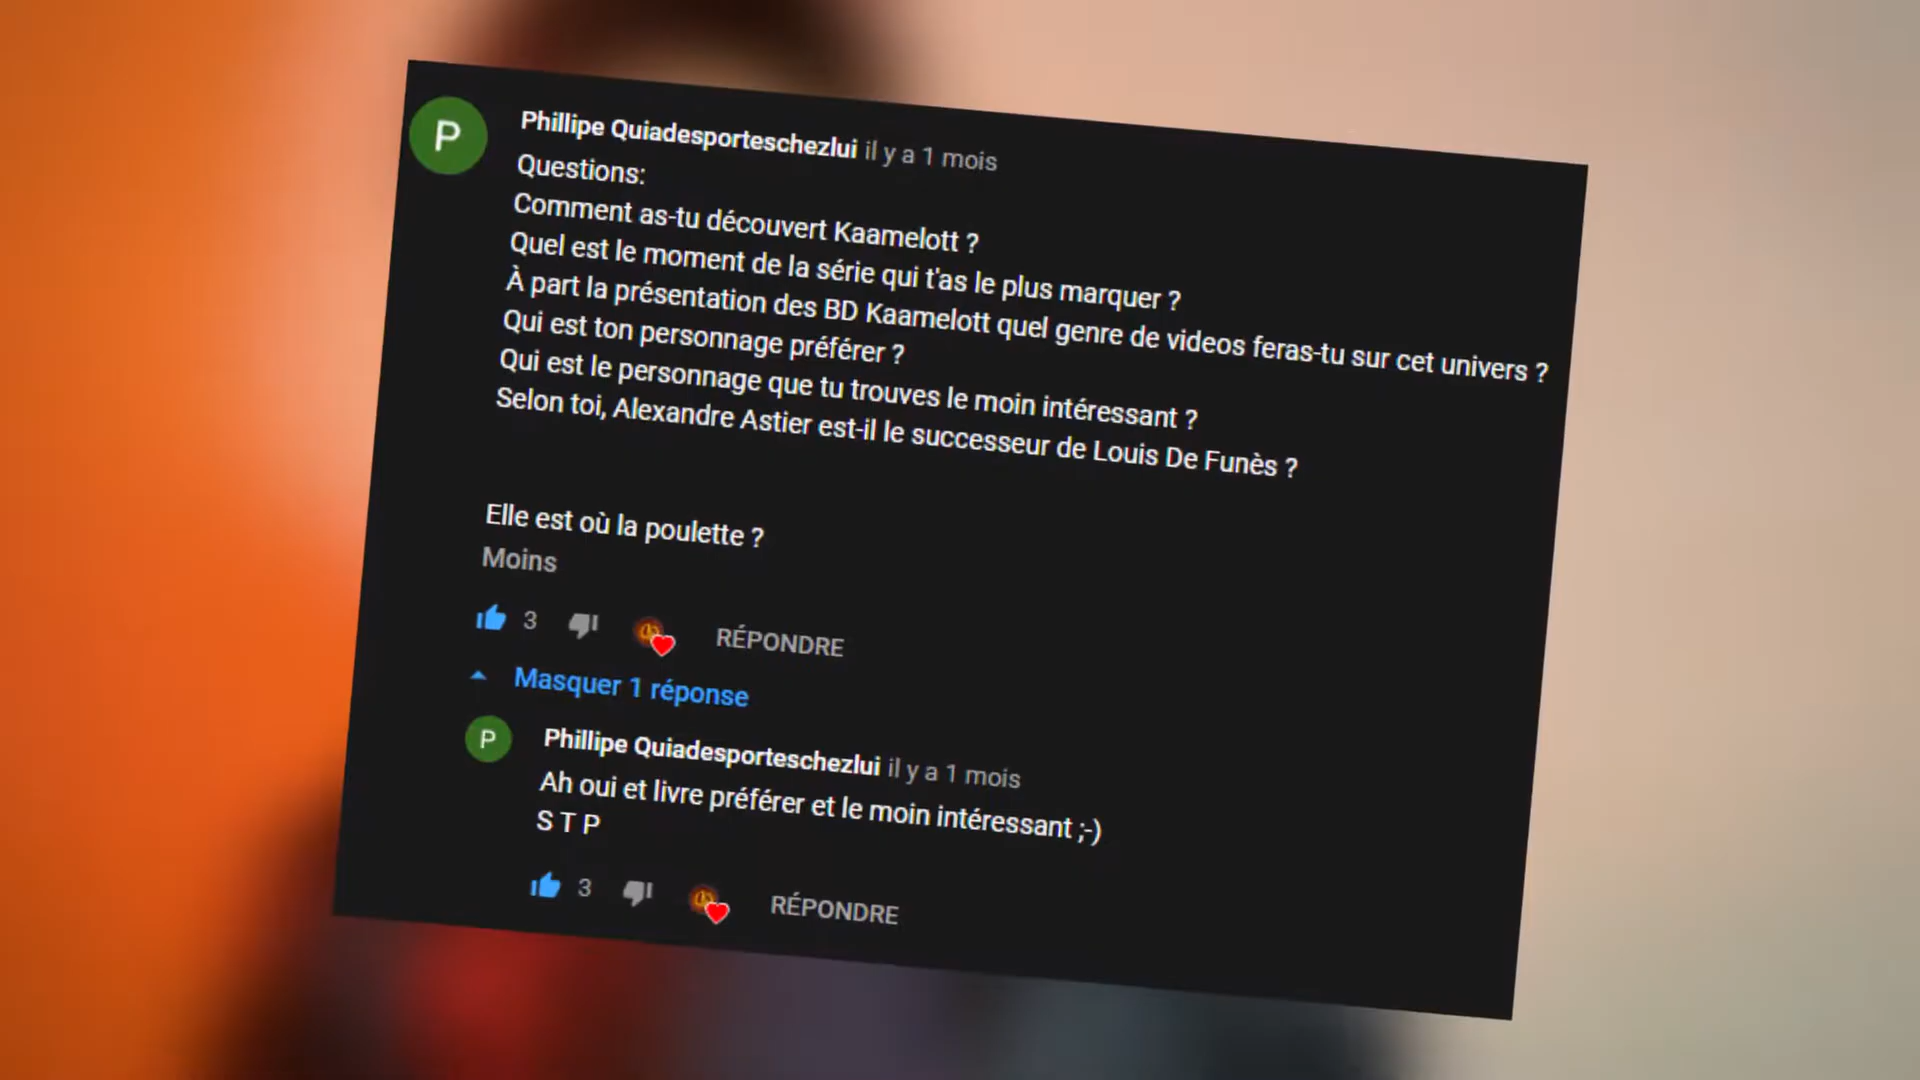 P
Phillipe Quiadesporteschezlui il y a 1 mois
Questions:
Comment as-tu découvert Kaamelott ?
Quel est le moment de la série qui t'as le plus marquer ?
À part la présentation des BD Kaamelott quel genre de videos feras-tu sur cet univers ?
Qui est ton personnage préférer ?
Qui est le personnage que tu trouves le moin intéressant ?
Selon toi, Alexandre Astier est-il le successeur de Louis De Funès ?
Elle est où la poulette ?
Moins
3 RÉPONDRE
Masquer 1 réponse
P
Phillipe Quiadesporteschezlui il y a 1 mois
Ah oui et livre préférer et le moin intéressant ;-)
S T P
3 RÉPONDRE